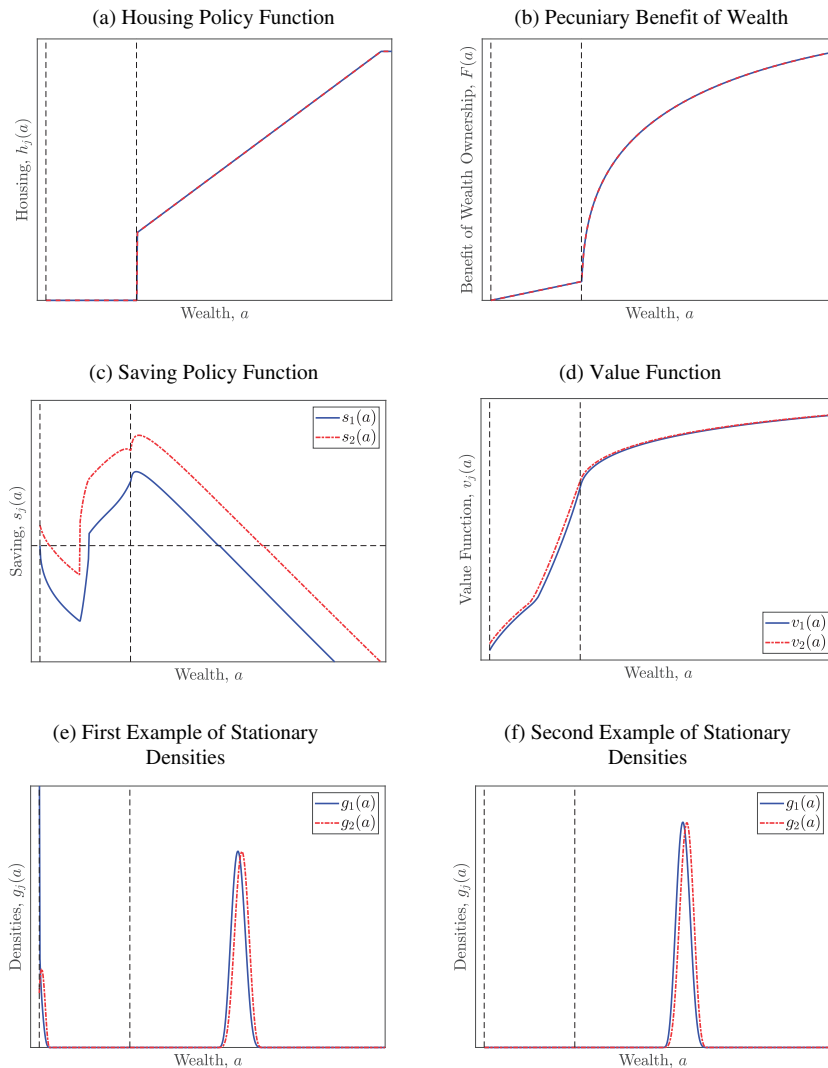 (a) Housing Policy Function
Housing, h_j(a)
Wealth, a
(b) Pecuniary Benefit of Wealth
Benefit of Wealth Ownership, F(a)
Wealth, a
(c) Saving Policy Function
Saving, s_j(a)
s_1(a)
s_2(a)
Wealth, a
(d) Value Function
Value Function, v_j(a)
v_1(a)
v_2(a)
Wealth, a
(e) First Example of Stationary
Densities
Densities, g_j(a)
g_1(a)
g_2(a)
Wealth, a
(f) Second Example of Stationary
Densities
Densities, g_j(a)
g_1(a)
g_2(a)
Wealth, a